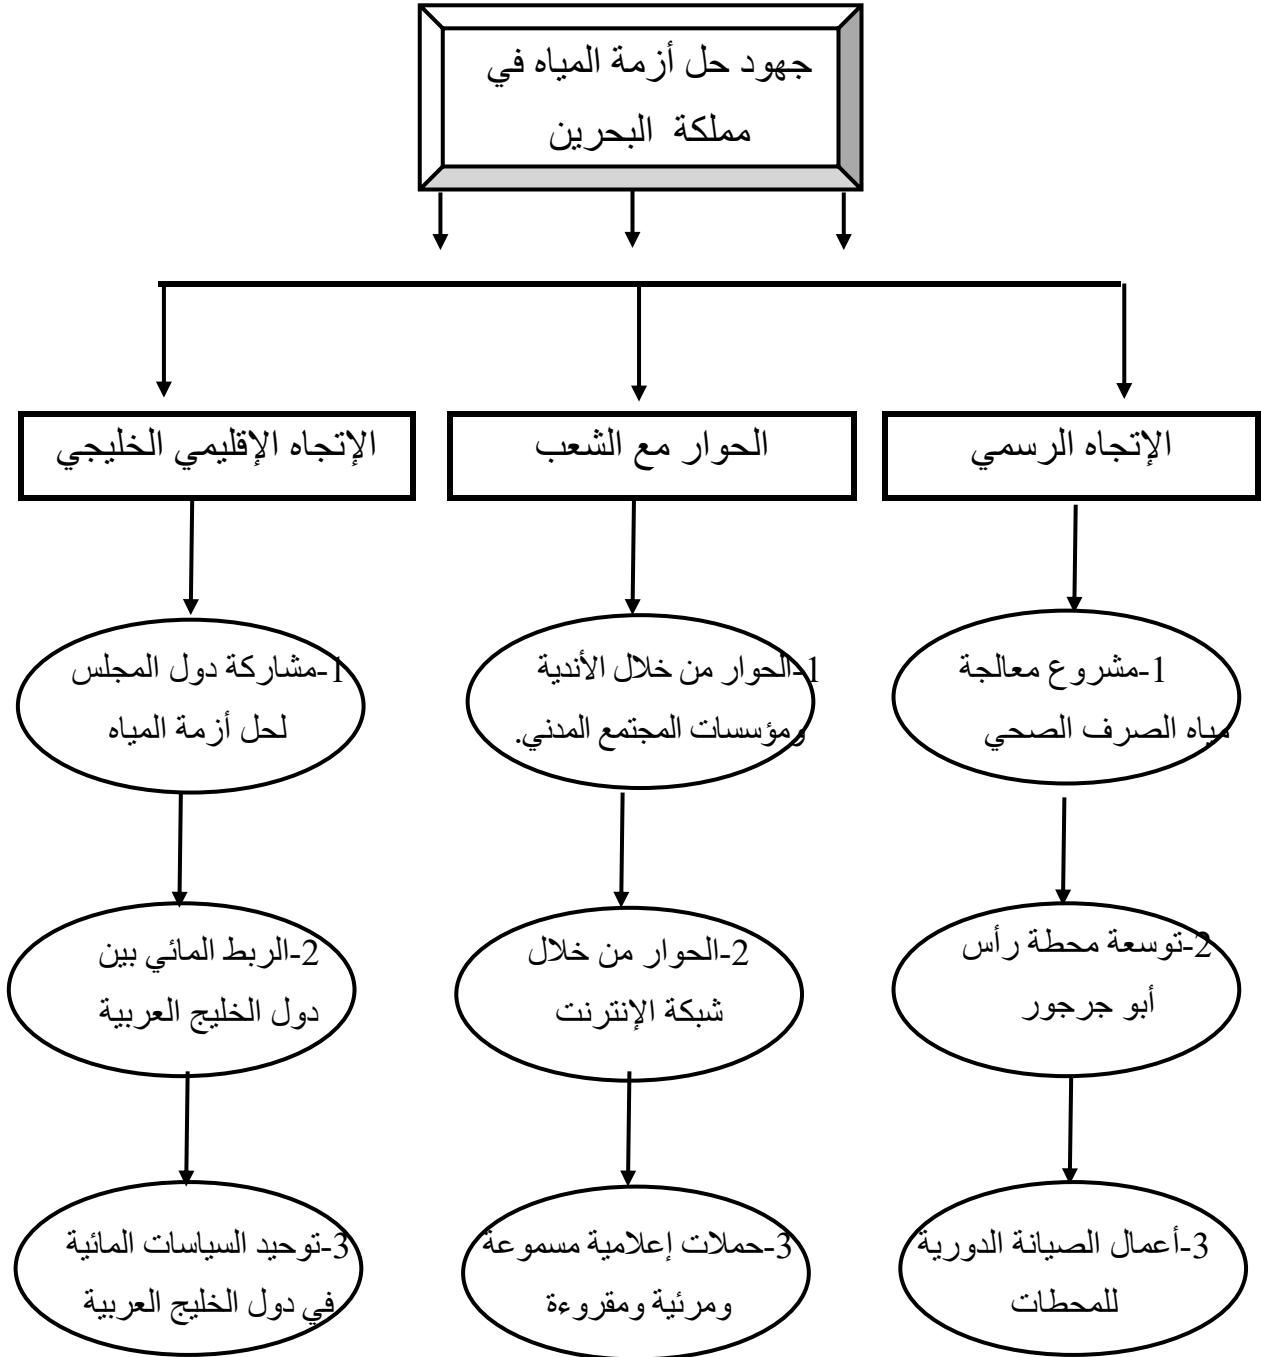 جهود حل أزمة المياه في
مملكة البحرين
الإتجاه الرسمي
الحوار مع الشعب
الإتجاه الإقليمي الخليجي
1-مشروع معالجة
مياه الصرف الصحي
1-الحوار من خلال الأندية
ومؤسسات المجتمع المدني.
1-مشاركة دول المجلس
لحل أزمة المياه
2-توسعة محطة رأس
أبو جرجور
2-الحوار من خلال
شبكة الإنترنت
2-الربط المائي بين
دول الخليج العربية
3-أعمال الصيانة الدورية
للمحطات
3-حملات إعلامية مسموعة
ومرئية ومقروءة
3-توحيد السياسات المائية
في دول الخليج العربية